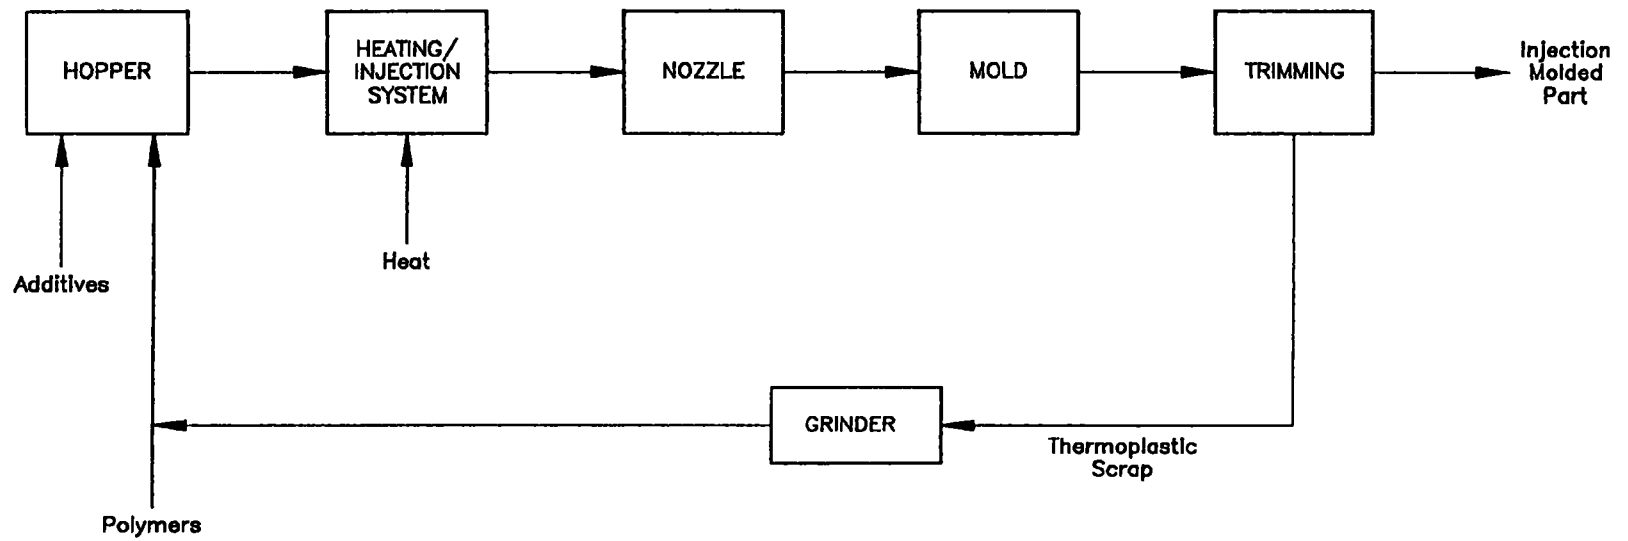 HOPPER
HEATING/
INJECTION
SYSTEM
NOZZLE
MOLD
TRIMMING
Injection
Molded
Part
Heat
Additives
GRINDER
Thermoplastic
Scrap
Polymers